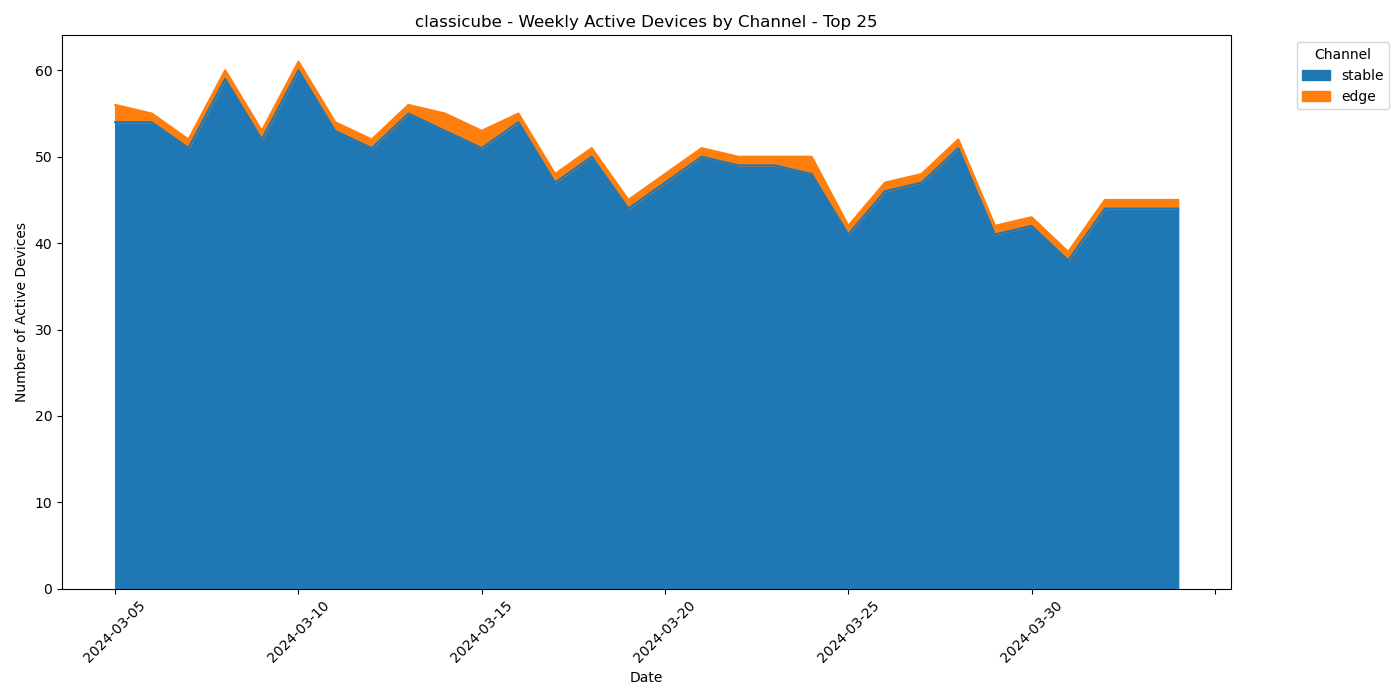 classicube - Weekly Active Devices by Channel - Top 25
Channel
stable
edge
Number of Active Devices
60
50
40
30
20
10
0
2024-03-05
2024-03-10
2024-03-15
2024-03-20
2024-03-25
2024-03-30
Date